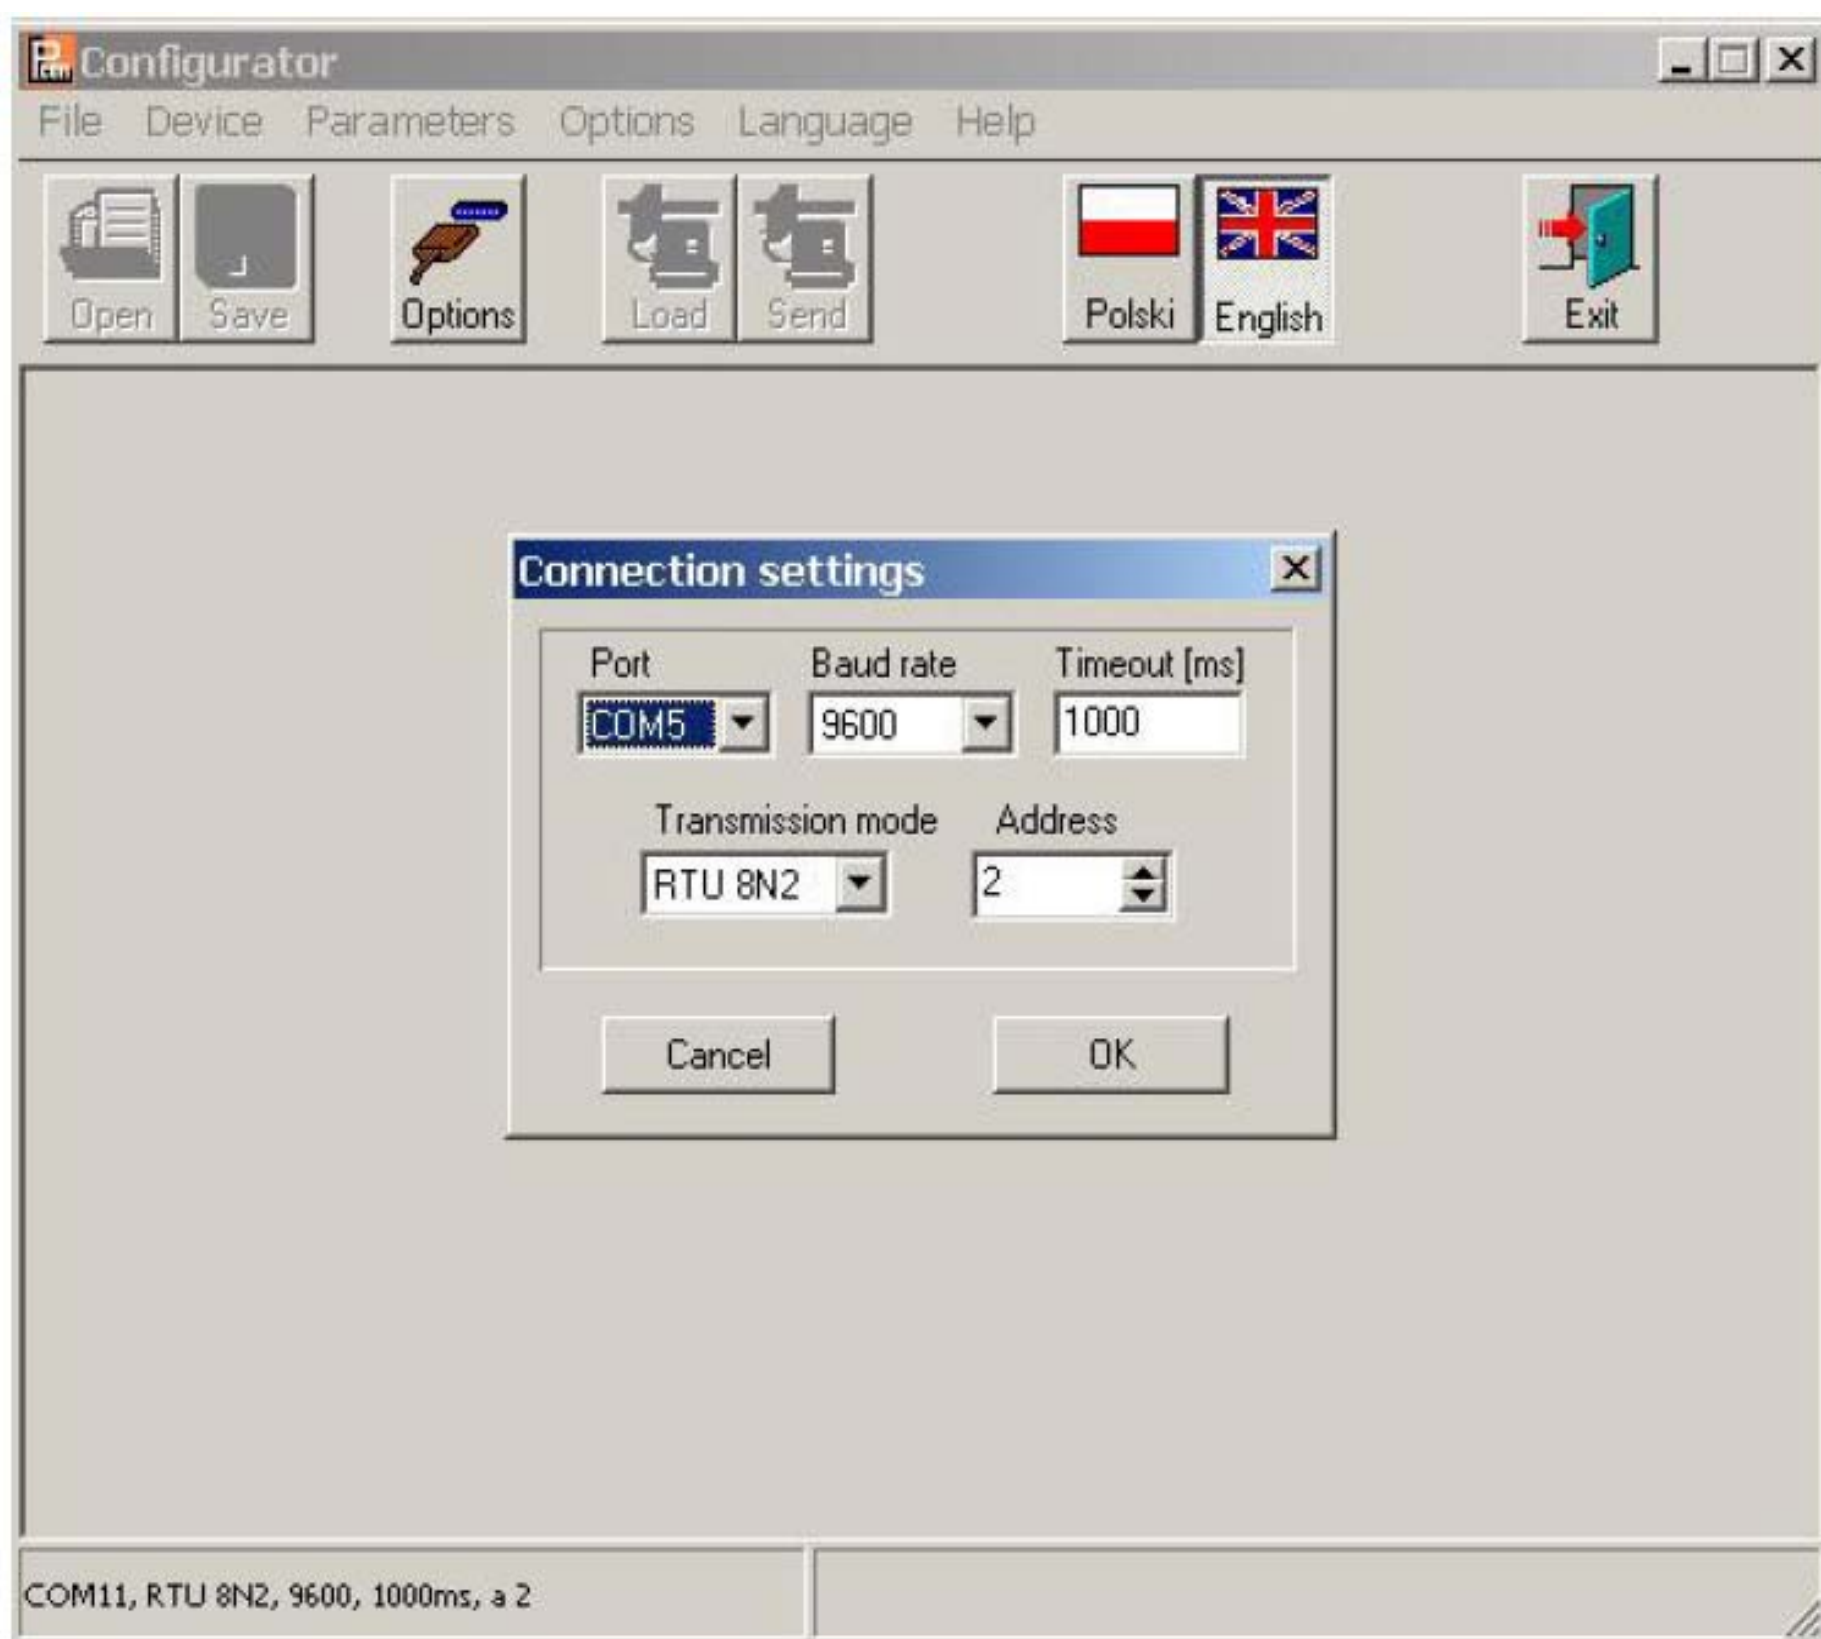 Configurator
File Device Parameters Options Language Help
Open Save Options Load Send Polski English Exit
Connection settings
Port Baud rate Timeout [ms]
COM5 9600 1000
Transmission mode Address
RTU 8N2 2
Cancel OK
COM11, RTU 8N2, 9600, 1000ms, a 2